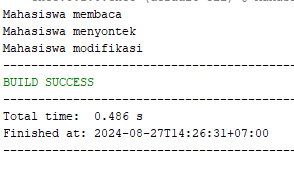 Mahasiswa membaca
Mahasiswa menyontek
Mahasiswa modifikasi
------------------------------------------
BUILD SUCCESS
------------------------------------------
Total time:  0.486 s
Finished at: 2024-08-27T14:26:31+07:00
------------------------------------------